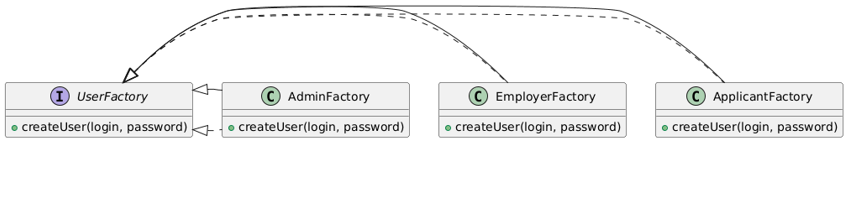 I UserFactory
createUser(login, password)
C AdminFactory
createUser(login, password)
C EmployerFactory
createUser(login, password)
C ApplicantFactory
createUser(login, password)